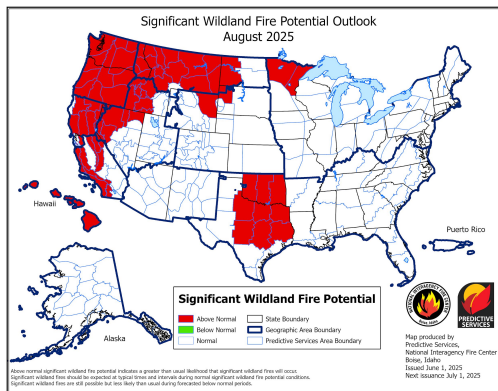 Significant Wildland Fire Potential Outlook
August 2025
Hawaii
Puerto Rico
Alaska
Significant Wildland Fire Potential
Above Normal
State Boundary
Below Normal
Geographic Area Boundary
Normal
Predictive Services Area Boundary
NATIONAL INTERAGENCY FIRE CENTER
PREDICTIVE
SERVICES
Map produced by
Predictive Services,
National Interagency Fire Center
Boise, Idaho
Issued June 1, 2025
Next issuance July 1, 2025
Above normal significant wildland fire potential indicates a greater than usual likelihood that significant wildland fires will occur.
Significant wildland fires should be expected at typical times and intervals during normal significant wildland fire potential conditions.
Significant wildland fires are still possible but less likely than usual during forecasted below normal periods.